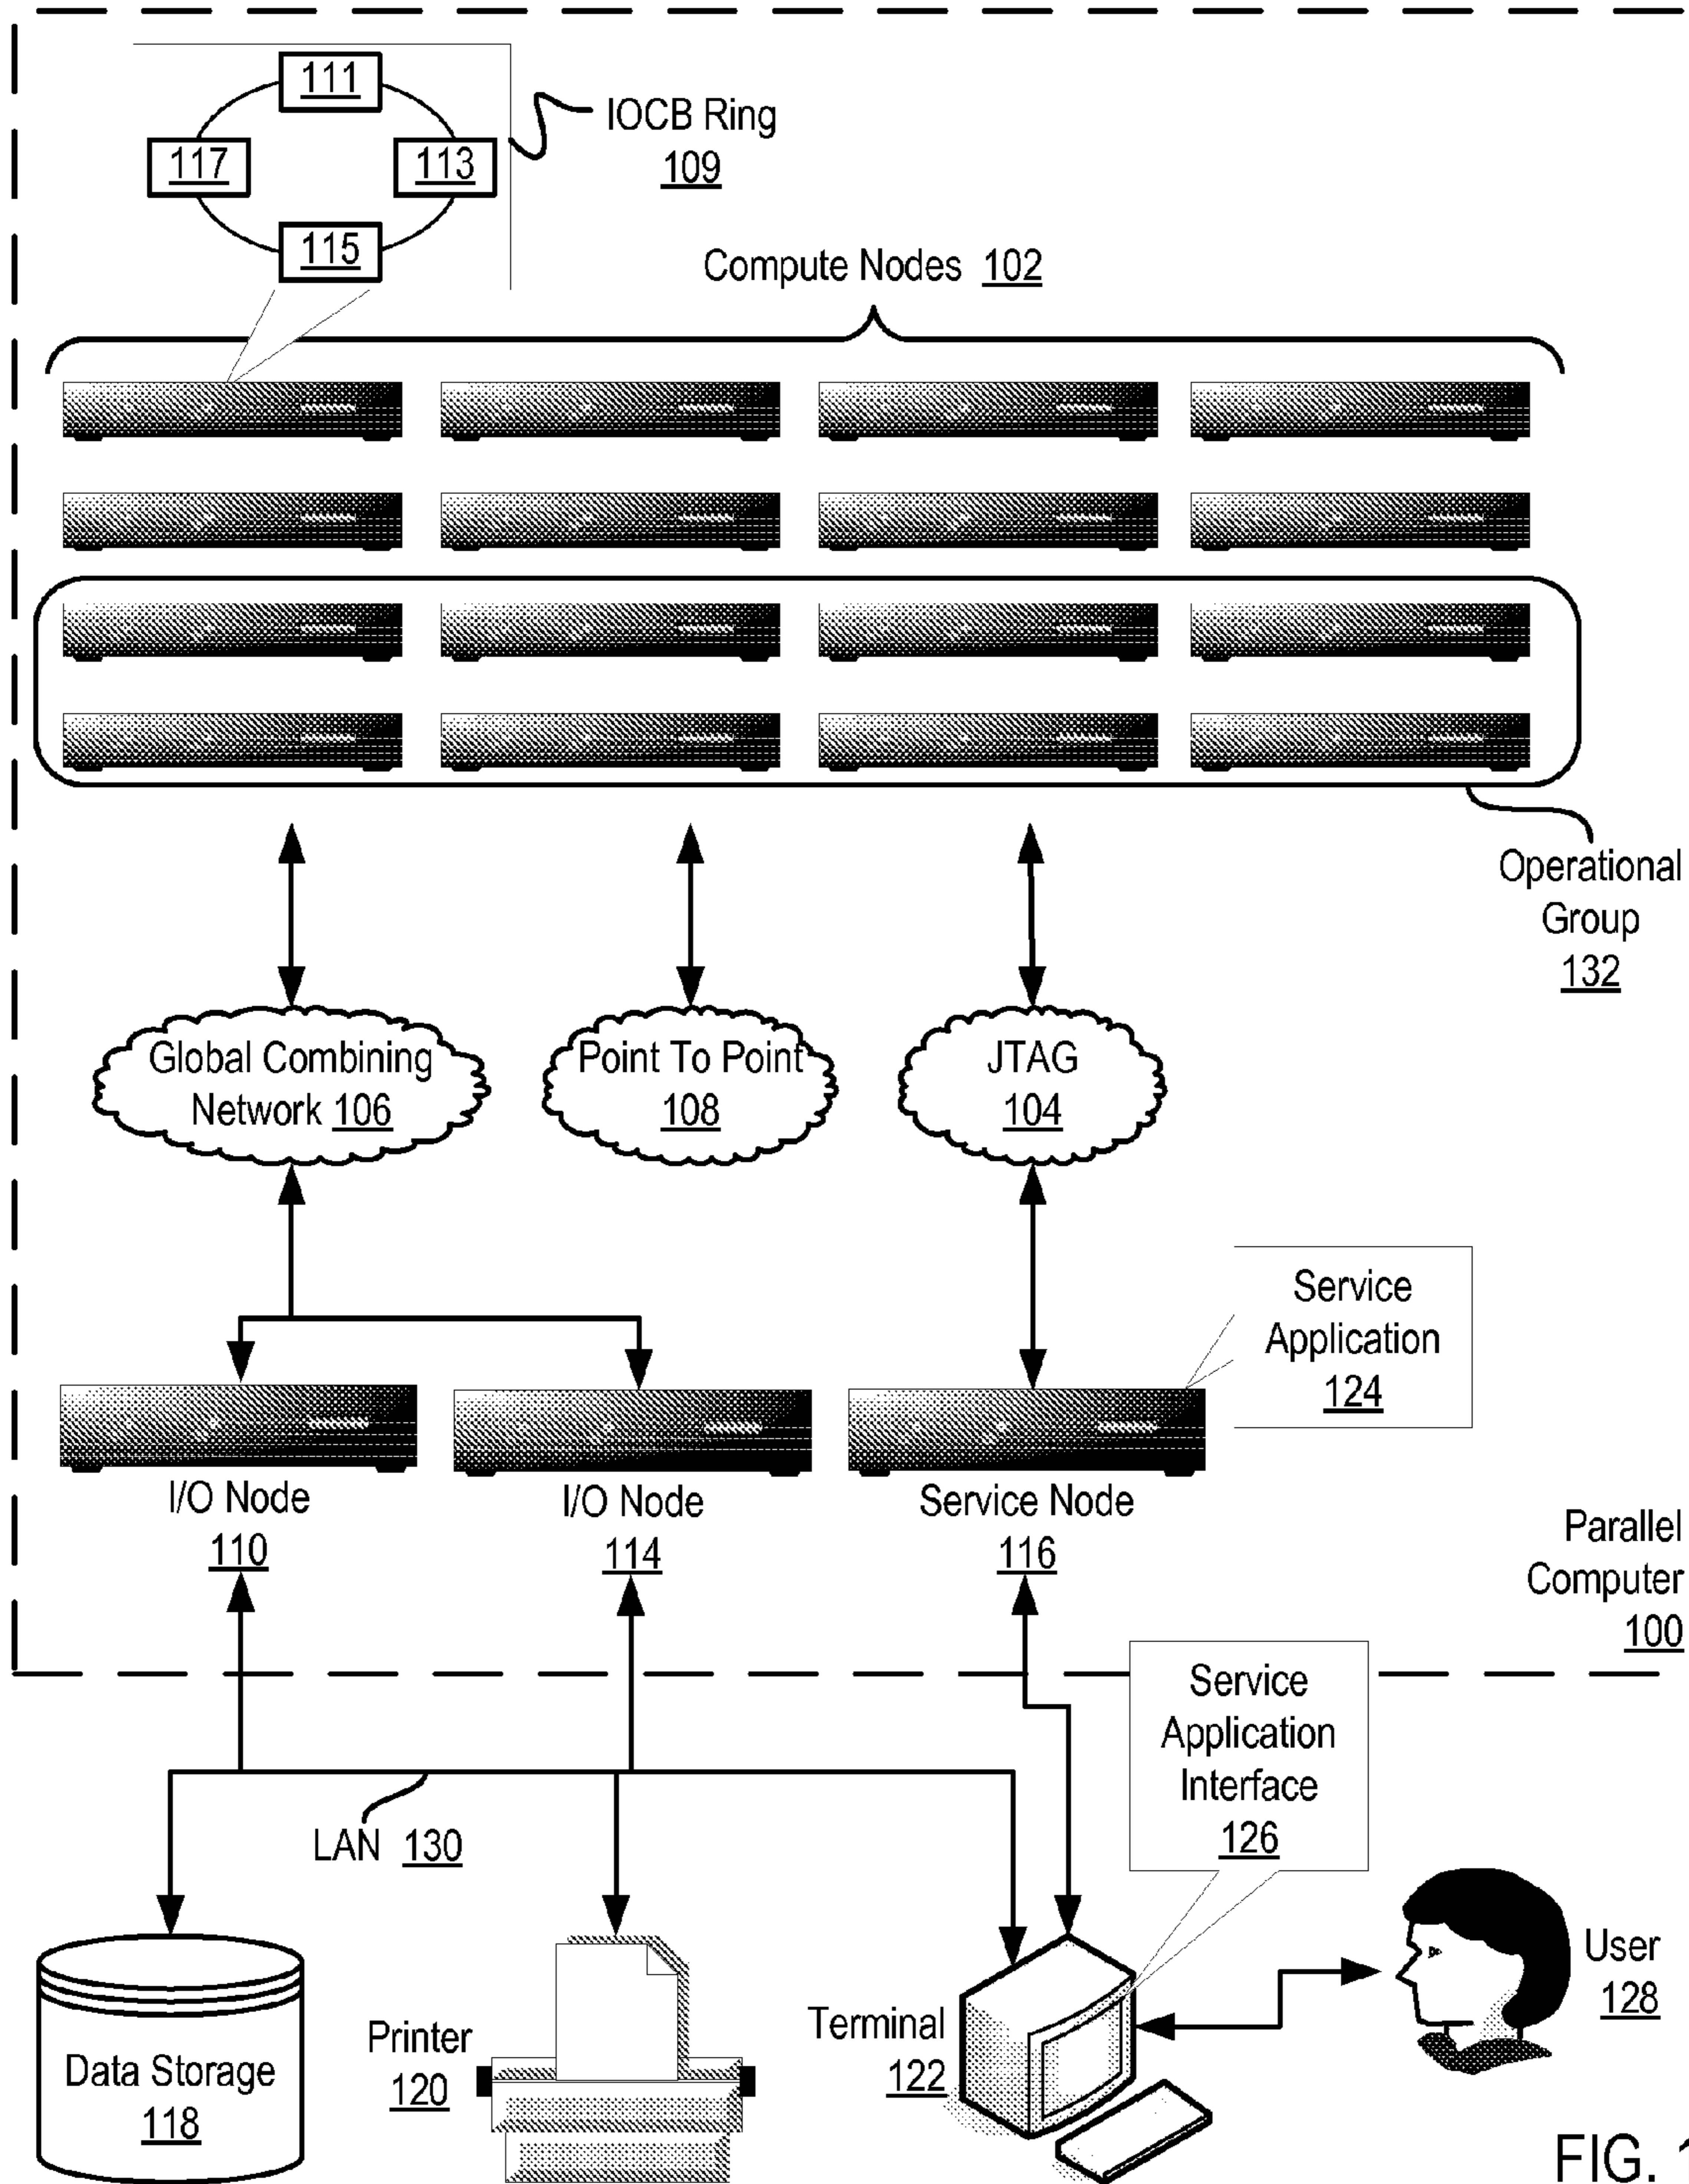 111
117
113
115
IOCB Ring
109
Compute Nodes 102
Operational
Group
132
Global Combining
Network 106
Point To Point
108
JTAG
104
Service
Application
124
I/O Node
110
I/O Node
114
Service Node
116
Parallel
Computer
100
Service
Application
Interface
126
LAN 130
Data Storage
118
Printer
120
Terminal
122
User
128
FIG. 1